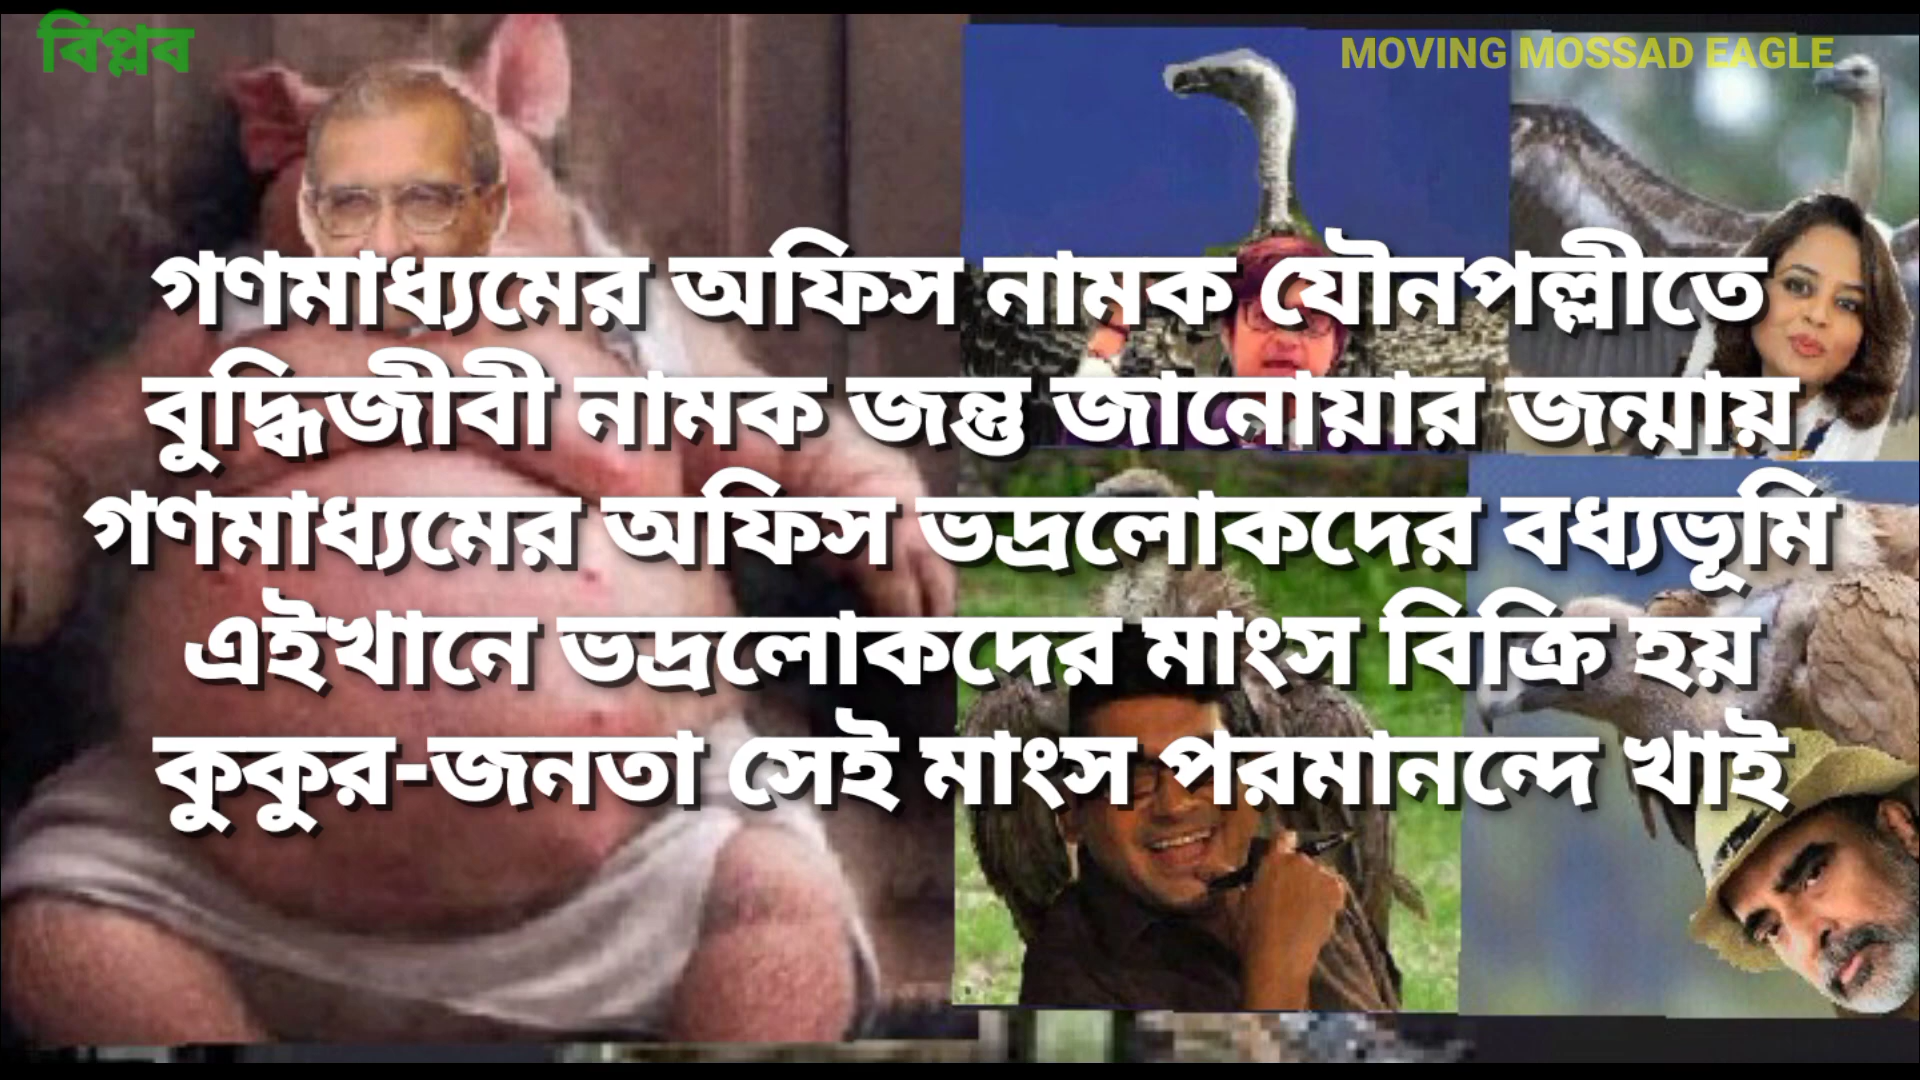 বিপ্লব
MOVING MOSSAD EAGLE
গণমাধ্যমের অফিস নামক যৌনপল্লীতে
বুদ্ধিজীবী নামক জন্তু জানোয়ার জন্মায়
গণমাধ্যমের অফিস ভদ্রলোকদের বধ্যভূমি
এইখানে ভদ্রলোকদের মাংস বিক্রি হয়
কুকুর-জনতা সেই মাংস পরমানন্দে খাই